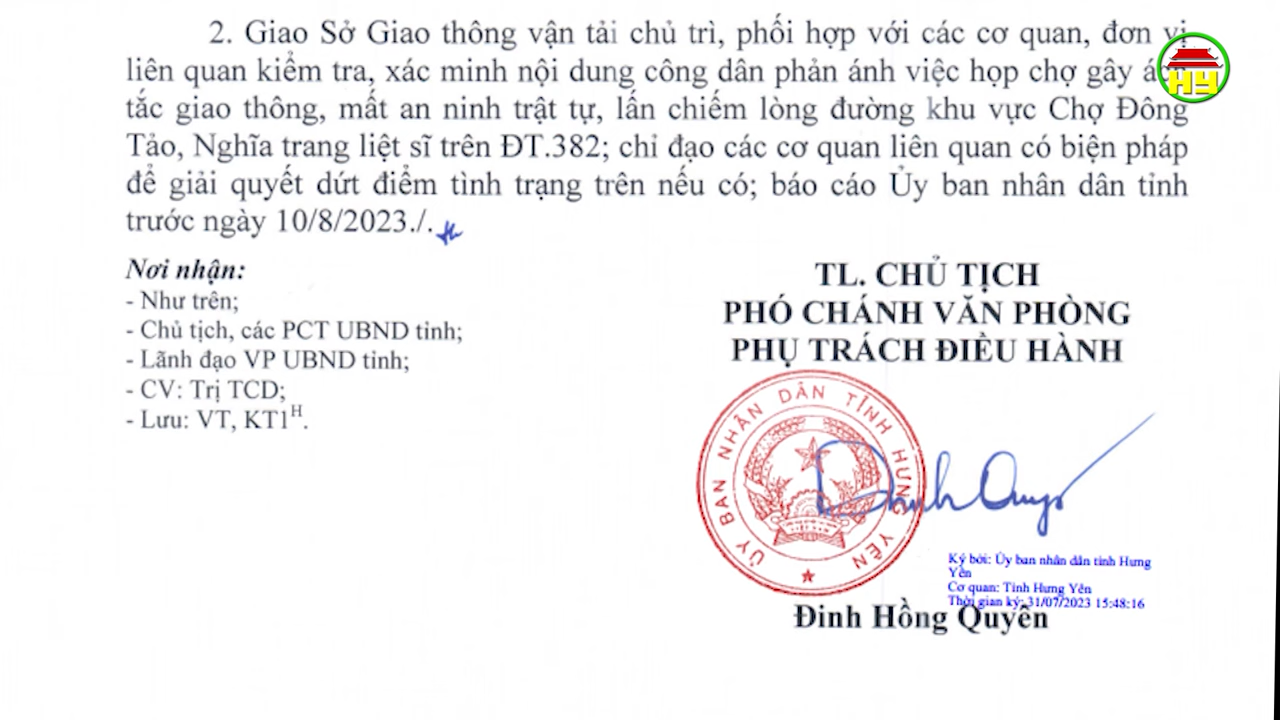 2. Giao Sở Giao thông vận tải chủ trì, phối hợp với các cơ quan, đơn vị
liên quan kiểm tra, xác minh nội dung công dân phản ánh việc họp chợ gây
tắc giao thông, mất an ninh trật tự, lấn chiếm lòng đường khu vực Chợ Đông
Tảo, Nghĩa trang liệt sĩ trên ĐT.382; chỉ đạo các cơ quan liên quan có biện pháp
để giải quyết dứt điểm tình trạng trên nếu có; báo cáo Ủy ban nhân dân tỉnh
trước ngày 10/8/2023./.
Nơi nhận:
- Như trên;
- Chủ tịch, các PCT UBND tỉnh;
- Lãnh đạo VP UBND tỉnh;
- CV: Trị TCD;
- Lưu: VT, KT1H.
TL. CHỦ TỊCH
PHÓ CHÁNH VĂN PHÒNG
PHỤ TRÁCH ĐIỀU HÀNH
ỦY BAN NHÂN DÂN TỈNH HƯNG YÊN
Ký bởi: Ủy ban nhân dân tỉnh Hưng
Yên
Cơ quan: Tỉnh Hưng Yên
Thời gian ký: 31/07/2023 15:48:16
Đinh Hồng Quyên
HY